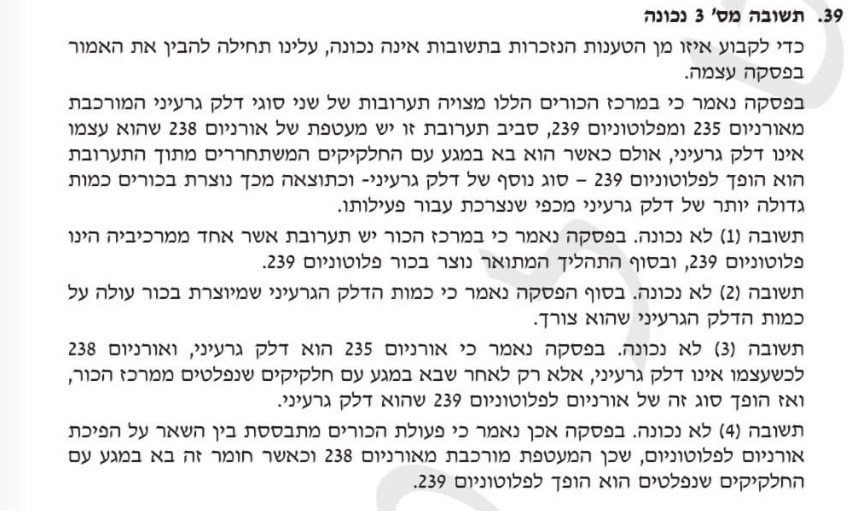 39. תשובה מס' 3 נכונה
כדי לקבוע איזו מן הטענות הנזכרות בתשובות אינה נכונה, עלינו תחילה להבין את האמור
בפסקה עצמה.
בפסקה נאמר כי במרכז הכורים הללו מצויה תערובות של שני סוגי דלק גרעיני המורכבת
מאורניום 235 ומפלוטוניום 239, סביב תערובת זו יש מעטפת של אורניום 238 שהוא עצמו
אינו דלק גרעיני, אולם כאשר הוא בא במגע עם החלקיקים המשתחררים מתוך התערובת
הוא הופך לפלוטוניום 239 – סוג נוסף של דלק גרעיני- וכתוצאה מכך נוצרת בכורים כמות
גדולה יותר של דלק גרעיני מכפי שנצרכת עבור פעילותו.
תשובה (1) לא נכונה. בפסקה נאמר כי במרכז הכור יש תערובת אשר אחד ממרכיביה הינו
פלוטוניום 239, ובסוף התהליך המתואר נוצר בכור פלוטוניום 239.
תשובה (2) לא נכונה. בסוף הפסקה נאמר כי כמות הדלק הגרעיני שמיוצרת בכור עולה על
כמות הדלק הגרעיני שהוא צורך.
תשובה (3) לא נכונה. בפסקה נאמר כי אורניום 235 הוא דלק גרעיני, ואורניום 238
לכשעצמו אינו דלק גרעיני, אלא רק לאחר שבא במגע עם חלקיקים שנפלטים ממרכז הכור,
ואז הופך סוג זה של אורניום לפלוטוניום 239 שהוא דלק גרעיני.
תשובה (4) לא נכונה. בפסקה אכן נאמר כי פעולת הכורים מתבססת בין השאר על הפיכת
אורניום לפלוטוניום, שכן המעטפת מורכבת מאורניום 238 וכאשר חומר זה בא במגע עם
החלקיקים שנפלטים הוא הופך לפלוטוניום 239.